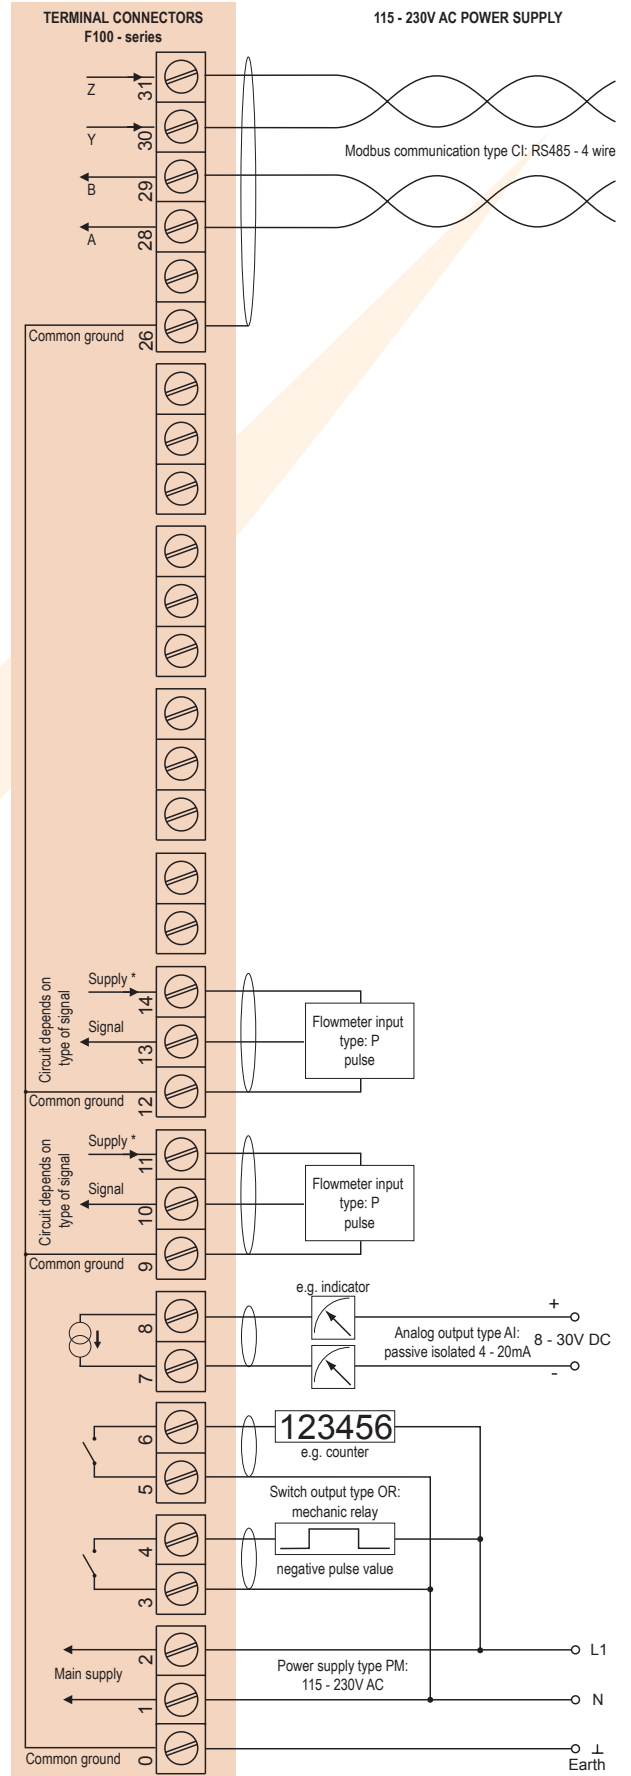 TERMINAL CONNECTORS
F100 - series
115 - 230V AC POWER SUPPLY
Z
31
Y
30
Modbus communication type CI: RS485 - 4 wire
B
29
A
28
Common ground
26
Circuit depends on
type of signal
Supply *
14
Signal
13
Common ground
12
Flowmeter input
type: P
pulse
Circuit depends on
type of signal
Supply *
11
Signal
10
Common ground
9
Flowmeter input
type: P
pulse
e.g. indicator
8
7
Analog output type AI:
passive isolated 4 - 20mA
+
8 - 30V DC
-
6
123456
e.g. counter
5
Switch output type OR:
mechanic relay
4
negative pulse value
3
2
L1
Main supply
Power supply type PM:
115 - 230V AC
1
N
Common ground
0
Earth